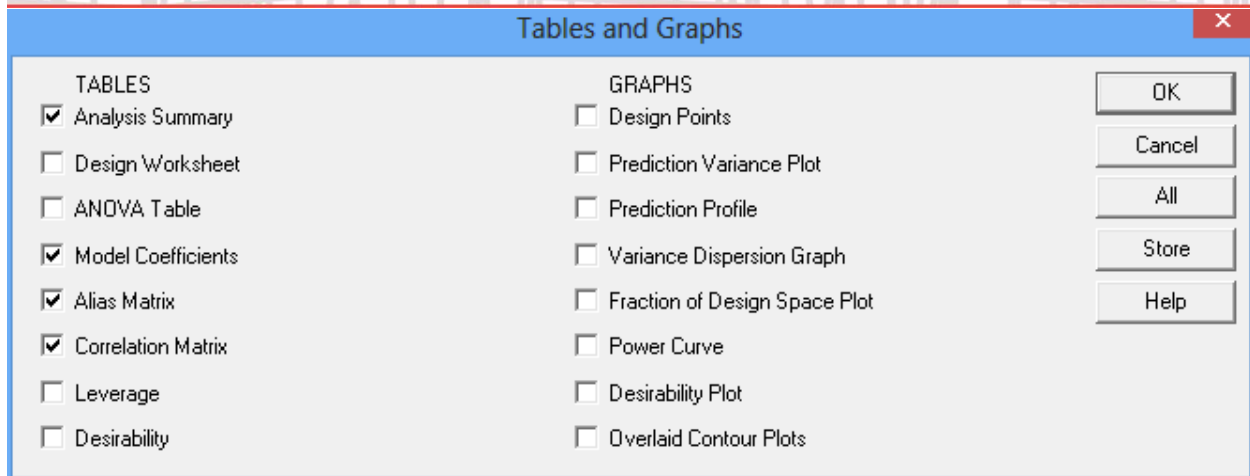 Tables and Graphs
TABLES
Analysis Summary
Design Worksheet
ANOVA Table
Model Coefficients
Alias Matrix
Correlation Matrix
Leverage
Desirability
GRAPHS
Design Points
Prediction Variance Plot
Prediction Profile
Variance Dispersion Graph
Fraction of Design Space Plot
Power Curve
Desirability Plot
Overlaid Contour Plots
OK
Cancel
All
Store
Help